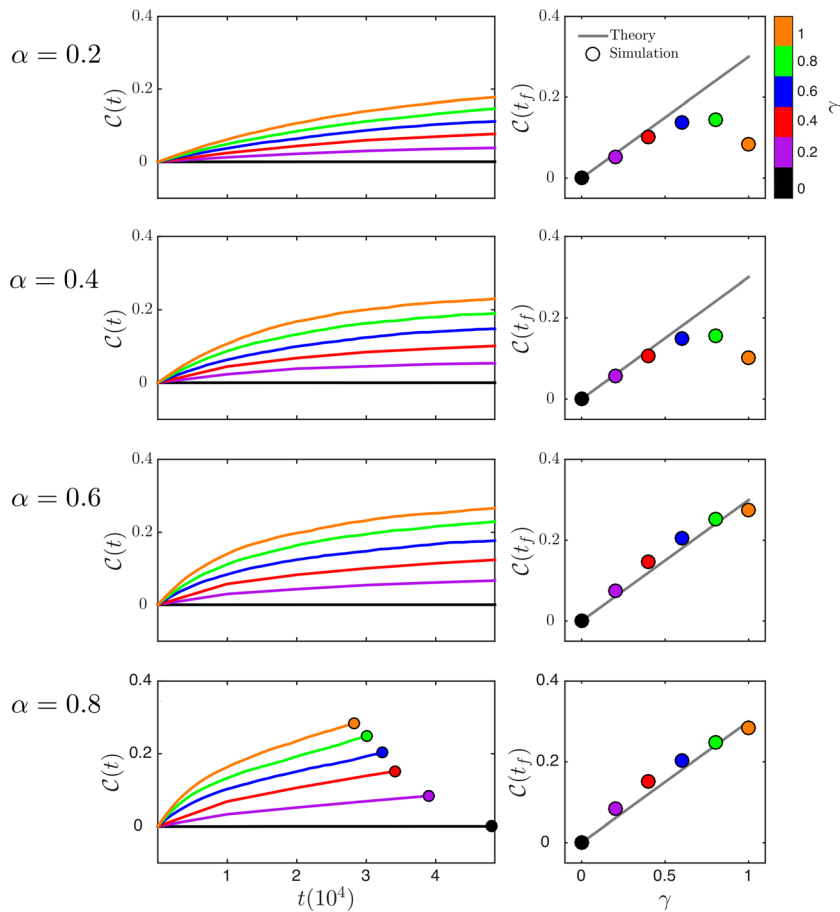 α = 0.2
C(t)
0.4
0.2
0
C(t_f)
0.4
0.2
0
Theory
Simulation
1
0.8
0.6
0.4
0.2
0
γ
α = 0.4
C(t)
0.4
0.2
0
C(t_f)
0.4
0.2
0
α = 0.6
C(t)
0.4
0.2
0
C(t_f)
0.4
0.2
0
α = 0.8
C(t)
0.4
0.2
0
1 2 3 4
t(10⁴)
C(t_f)
0.4
0.2
0
0 0.5 1
γ